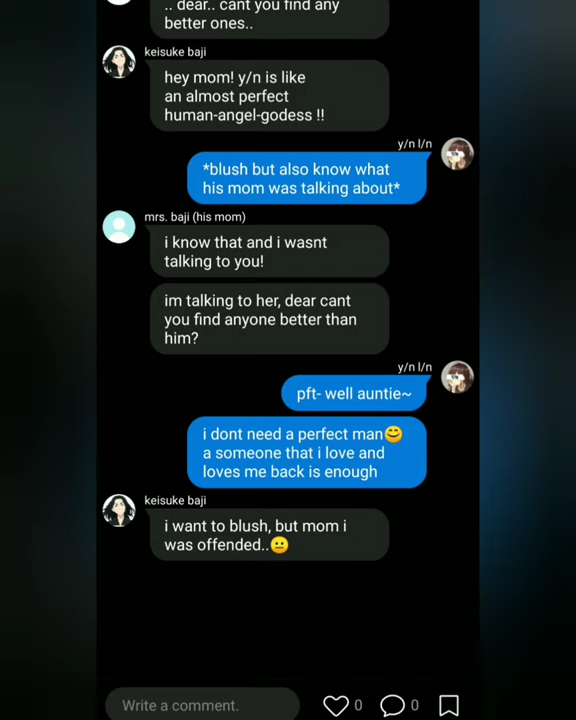 .. dear.. cant you find any
better ones..
keisuke baji
hey mom! y/n is like
an almost perfect
human-angel-godess !!
y/n l/n
*blush but also know what
his mom was talking about*
mrs. baji (his mom)
i know that and i wasnt
talking to you!
im talking to her, dear cant
you find anyone better than
him?
y/n l/n
pft- well auntie~
i dont need a perfect man😊
a someone that i love and
loves me back is enough
keisuke baji
i want to blush, but mom i
was offended..😐
Write a comment.
0
0